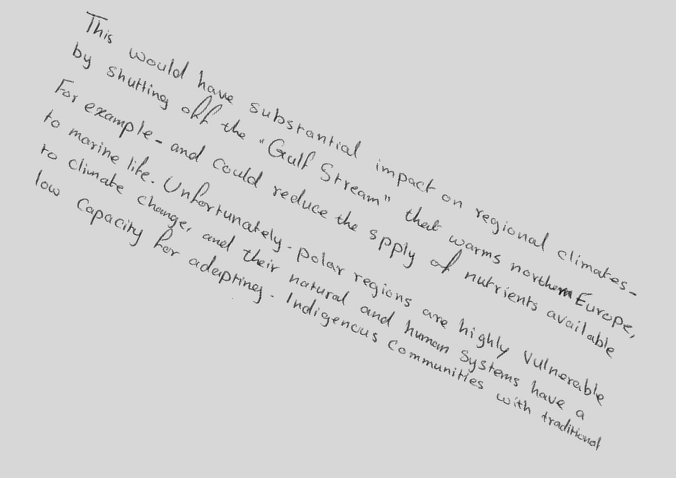 This would have substantial impact on regional climates-
by shutting off the "Gulf Stream" that warms northern Europe,
For example- and could reduce the spply of nutrients available
to marine life. Unfortunately- polar regions are highly vulnerable
to climate change, and their natural and human systems have a
low capacity for adapting. Indigenous communities with traditional